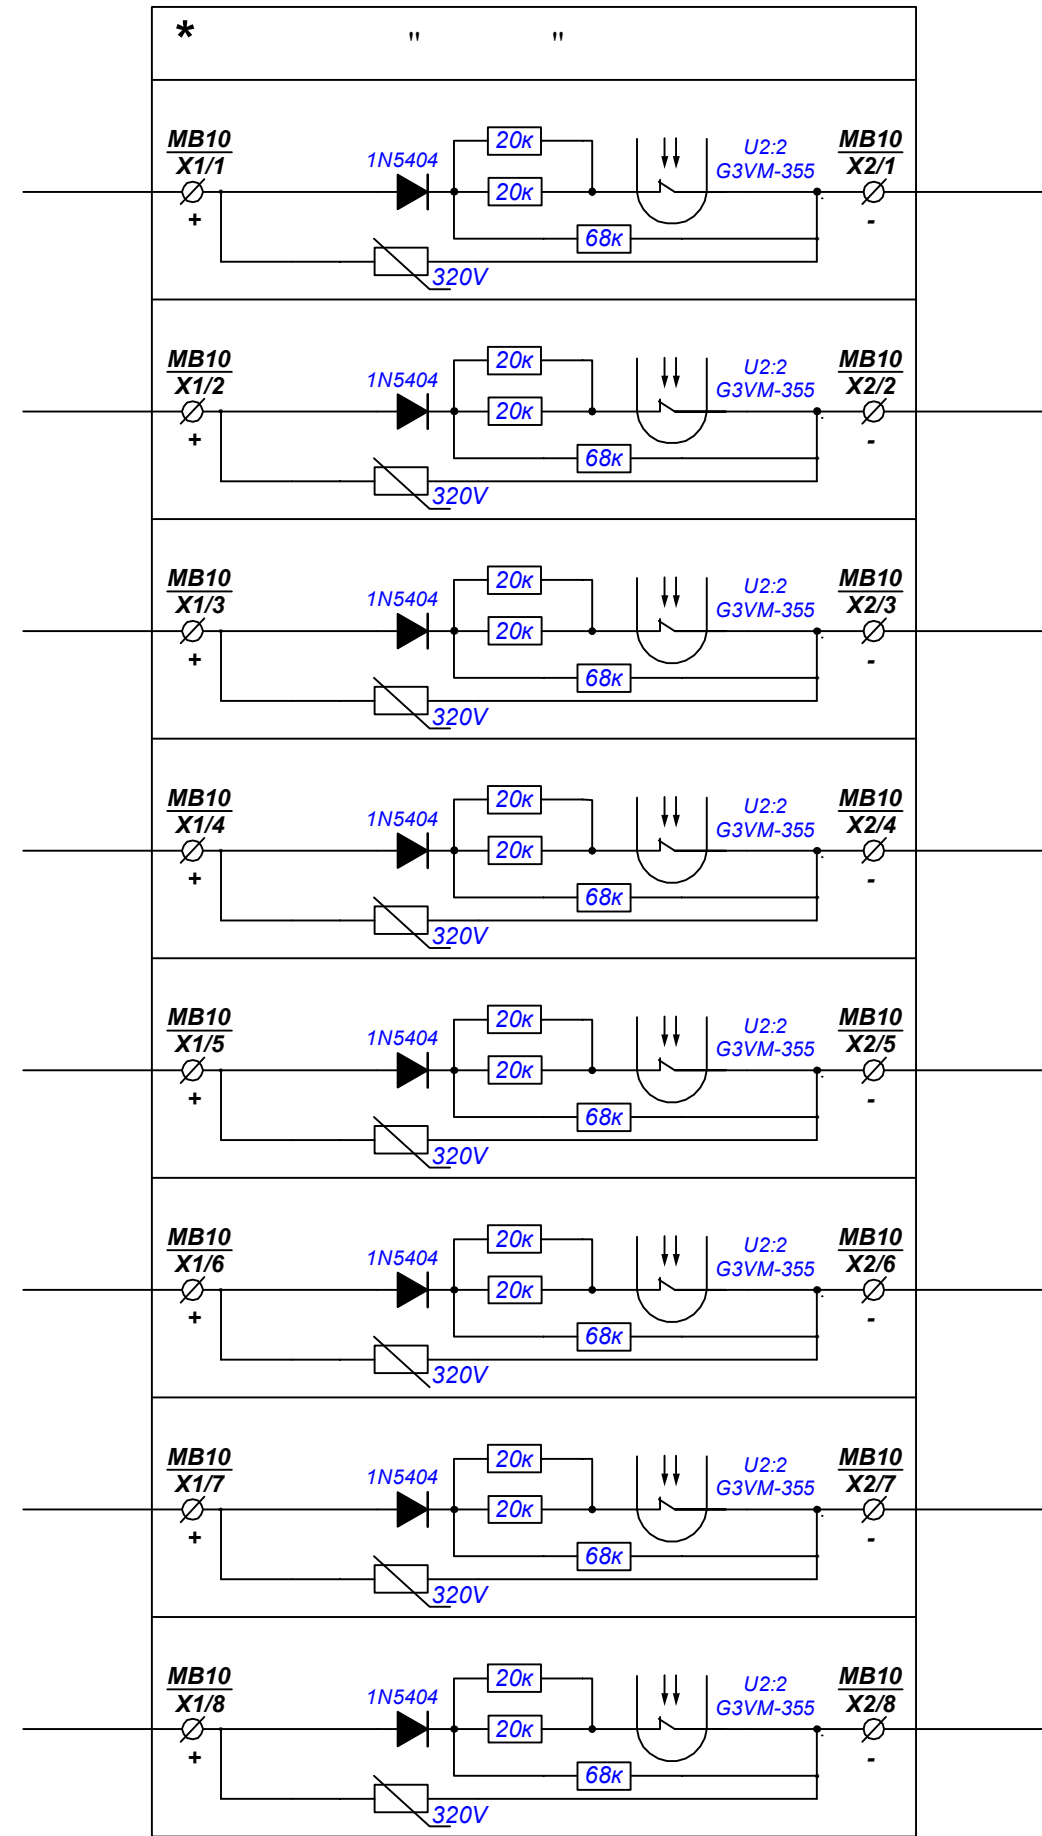 * " "
MB10
X1/1
+
1N5404
20к
20к
68к
320V
U2:2
G3VM-355
MB10
X2/1
-
MB10
X1/2
+
1N5404
20к
20к
68к
320V
U2:2
G3VM-355
MB10
X2/2
-
MB10
X1/3
+
1N5404
20к
20к
68к
320V
U2:2
G3VM-355
MB10
X2/3
-
MB10
X1/4
+
1N5404
20к
20к
68к
320V
U2:2
G3VM-355
MB10
X2/4
-
MB10
X1/5
+
1N5404
20к
20к
68к
320V
U2:2
G3VM-355
MB10
X2/5
-
MB10
X1/6
+
1N5404
20к
20к
68к
320V
U2:2
G3VM-355
MB10
X2/6
-
MB10
X1/7
+
1N5404
20к
20к
68к
320V
U2:2
G3VM-355
MB10
X2/7
-
MB10
X1/8
+
1N5404
20к
20к
68к
320V
U2:2
G3VM-355
MB10
X2/8
-